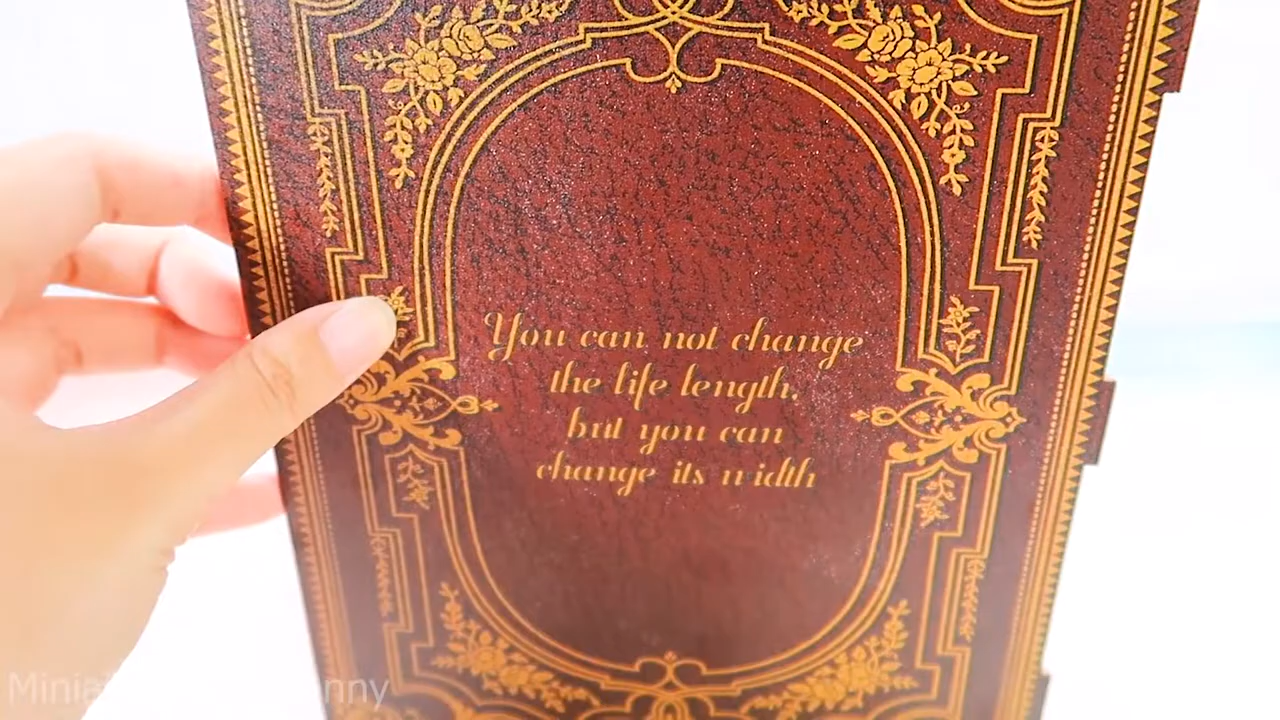 You can not change
the life length,
but you can
change its width